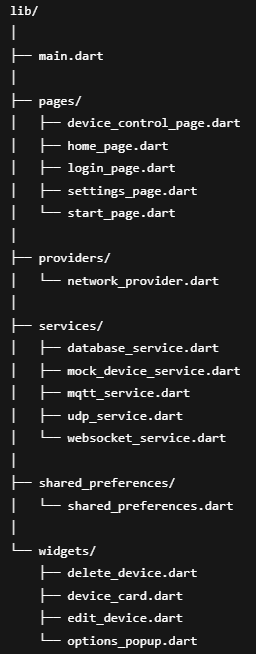 lib/
│
├── main.dart
│
├── pages/
│   ├── device_control_page.dart
│   ├── home_page.dart
│   ├── login_page.dart
│   ├── settings_page.dart
│   └── start_page.dart
│
├── providers/
│   └── network_provider.dart
│
├── services/
│   ├── database_service.dart
│   ├── mock_device_service.dart
│   ├── mqtt_service.dart
│   ├── udp_service.dart
│   └── websocket_service.dart
│
├── shared_preferences/
│   └── shared_preferences.dart
│
└── widgets/
    ├── delete_device.dart
    ├── device_card.dart
    ├── edit_device.dart
    └── options_popup.dart